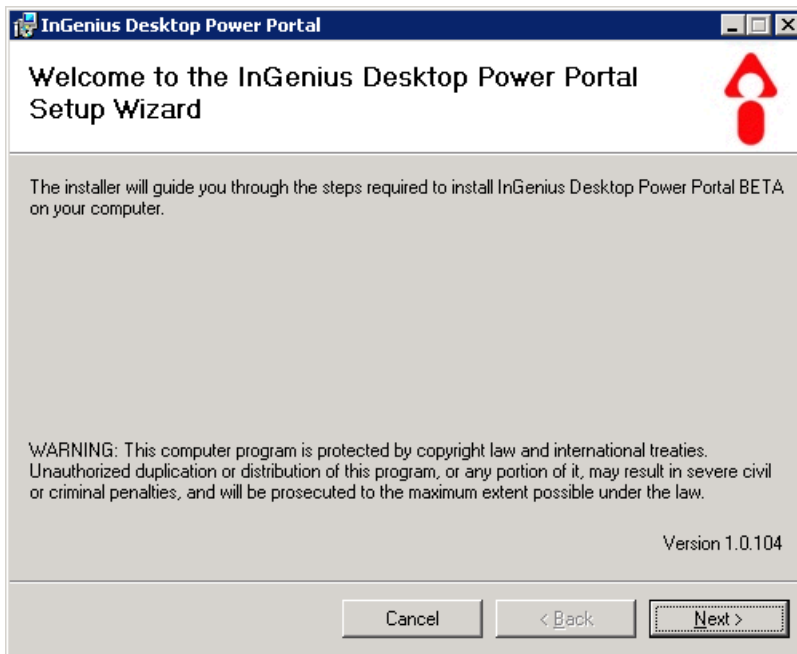 InGenius Desktop Power Portal
Welcome to the InGenius Desktop Power Portal
Setup Wizard
The installer will guide you through the steps required to install InGenius Desktop Power Portal BETA
on your computer.
WARNING: This computer program is protected by copyright law and international treaties.
Unauthorized duplication or distribution of this program, or any portion of it, may result in severe civil
or criminal penalties, and will be prosecuted to the maximum extent possible under the law.
Version 1.0.104
Cancel
< Back
Next >